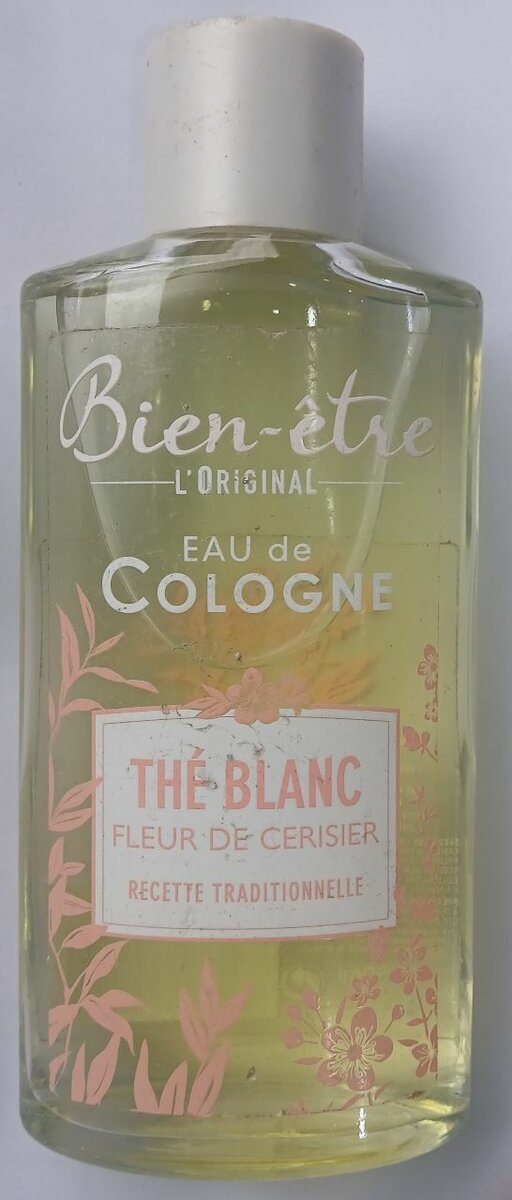 Bien-être
L'ORIGINAL
EAU de
COLOGNE
THÉ BLANC
FLEUR DE CERISIER
RECETTE TRADITIONNELLE